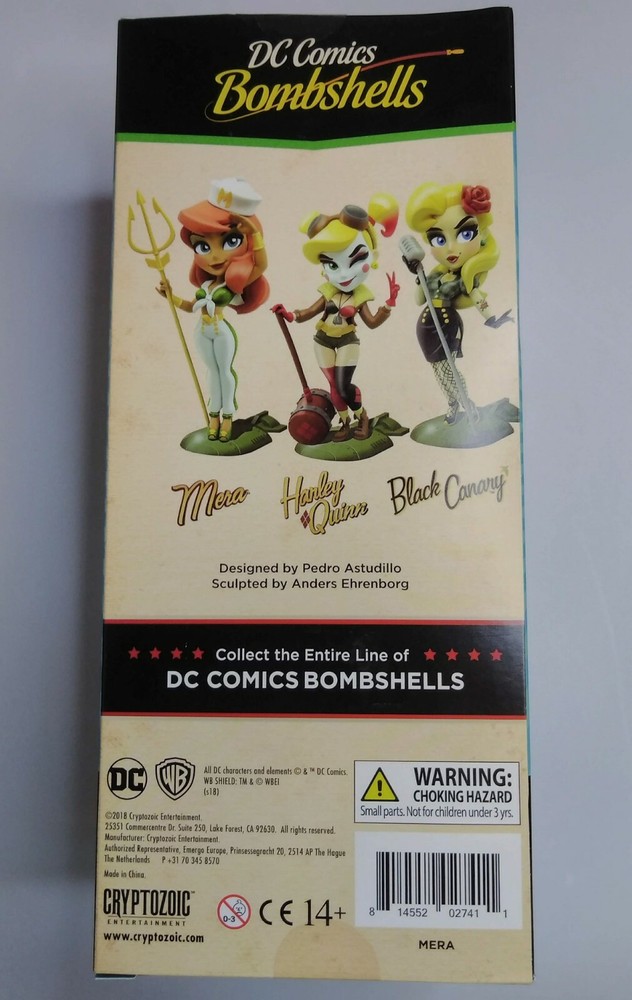 DC Comics
Bombshells
M
Mera
Harley
Quinn
Black Canary
Designed by Pedro Astudillo
Sculpted by Anders Ehrenborg
Collect the Entire Line of
DC COMICS BOMBSHELLS
DC
WB
All DC characters and elements © & ™ DC Comics.
WB SHIELD: TM & © WBEI
(s18)
WARNING:
CHOKING HAZARD
Small parts. Not for children under 3 yrs.
©2018 Cryptozoic Entertainment.
25351 Commercentre Dr. Suite 250, Lake Forest, CA 92630. All rights reserved.
Manufacturer: Cryptozoic Entertainment.
Authorized Representative, Emergo Europe, Prinsessegracht 20, 2514 AP The Hague
The Netherlands P +31 70 345 8570
Made in China.
CRYPTOZOIC
ENTERTAINMENT
www.cryptozoic.com
0-3
CE 14+
8 14552 02741 1
MERA